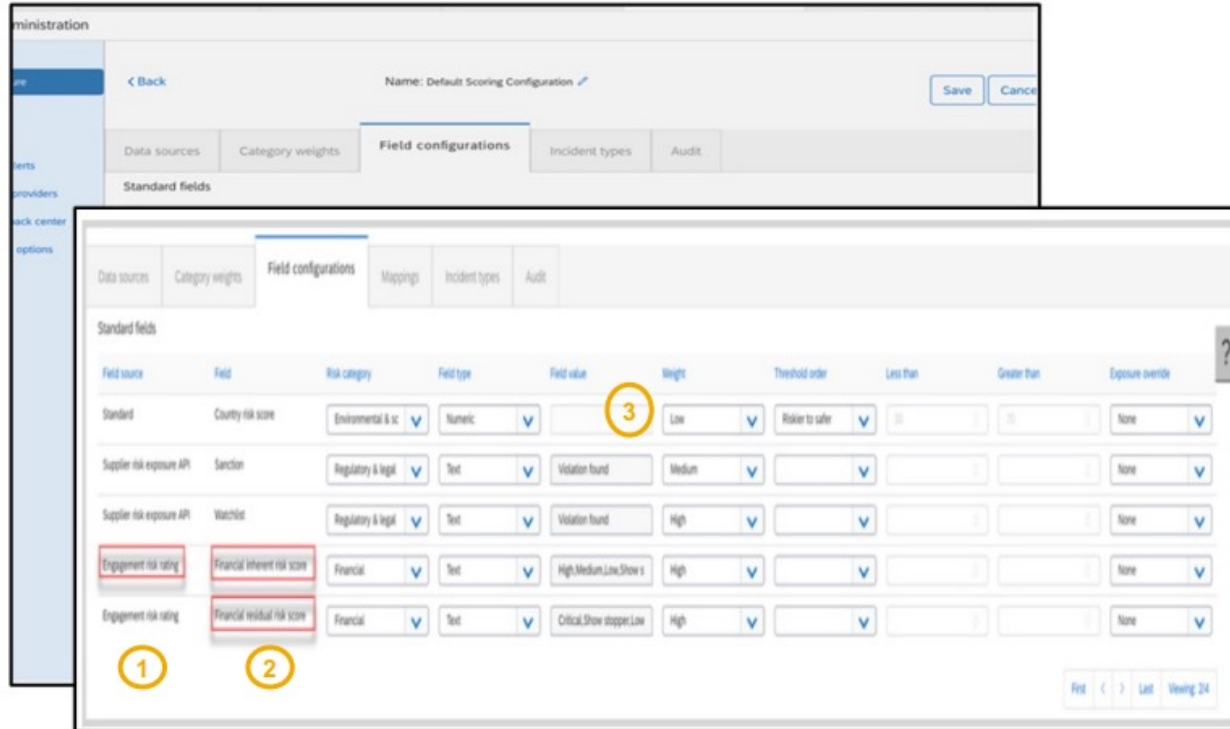 ministration
ure
< Back
Name: Default Scoring Configuration
Save
Cance
Data sources Category weights Field configurations Incident types Audit
Standard fields
lerts
providers
back center
options
Data sources Category weights Field configurations Mappings Incident types Audit
Standard fields
Field source Field Risk category Field type Field value Weight Threshold order Less than Greater than Exposure override
Standard Country risk score Environmental & sc Numeric 3 Low Riskier to safer 70 None
Supplier risk exposure API Sanction Regulatory & legal Text Violation found Medium None
Supplier risk exposure API Watchlist Regulatory & legal Text Violation found High None
Engagement risk rating Financial inherent risk score Financial Text High,Medium,Low,Show s High None
Engagement risk rating Financial residual risk score Financial Text Critical,Show stopper,Low High None
1 2
First < > Last Viewing: 2/4
?